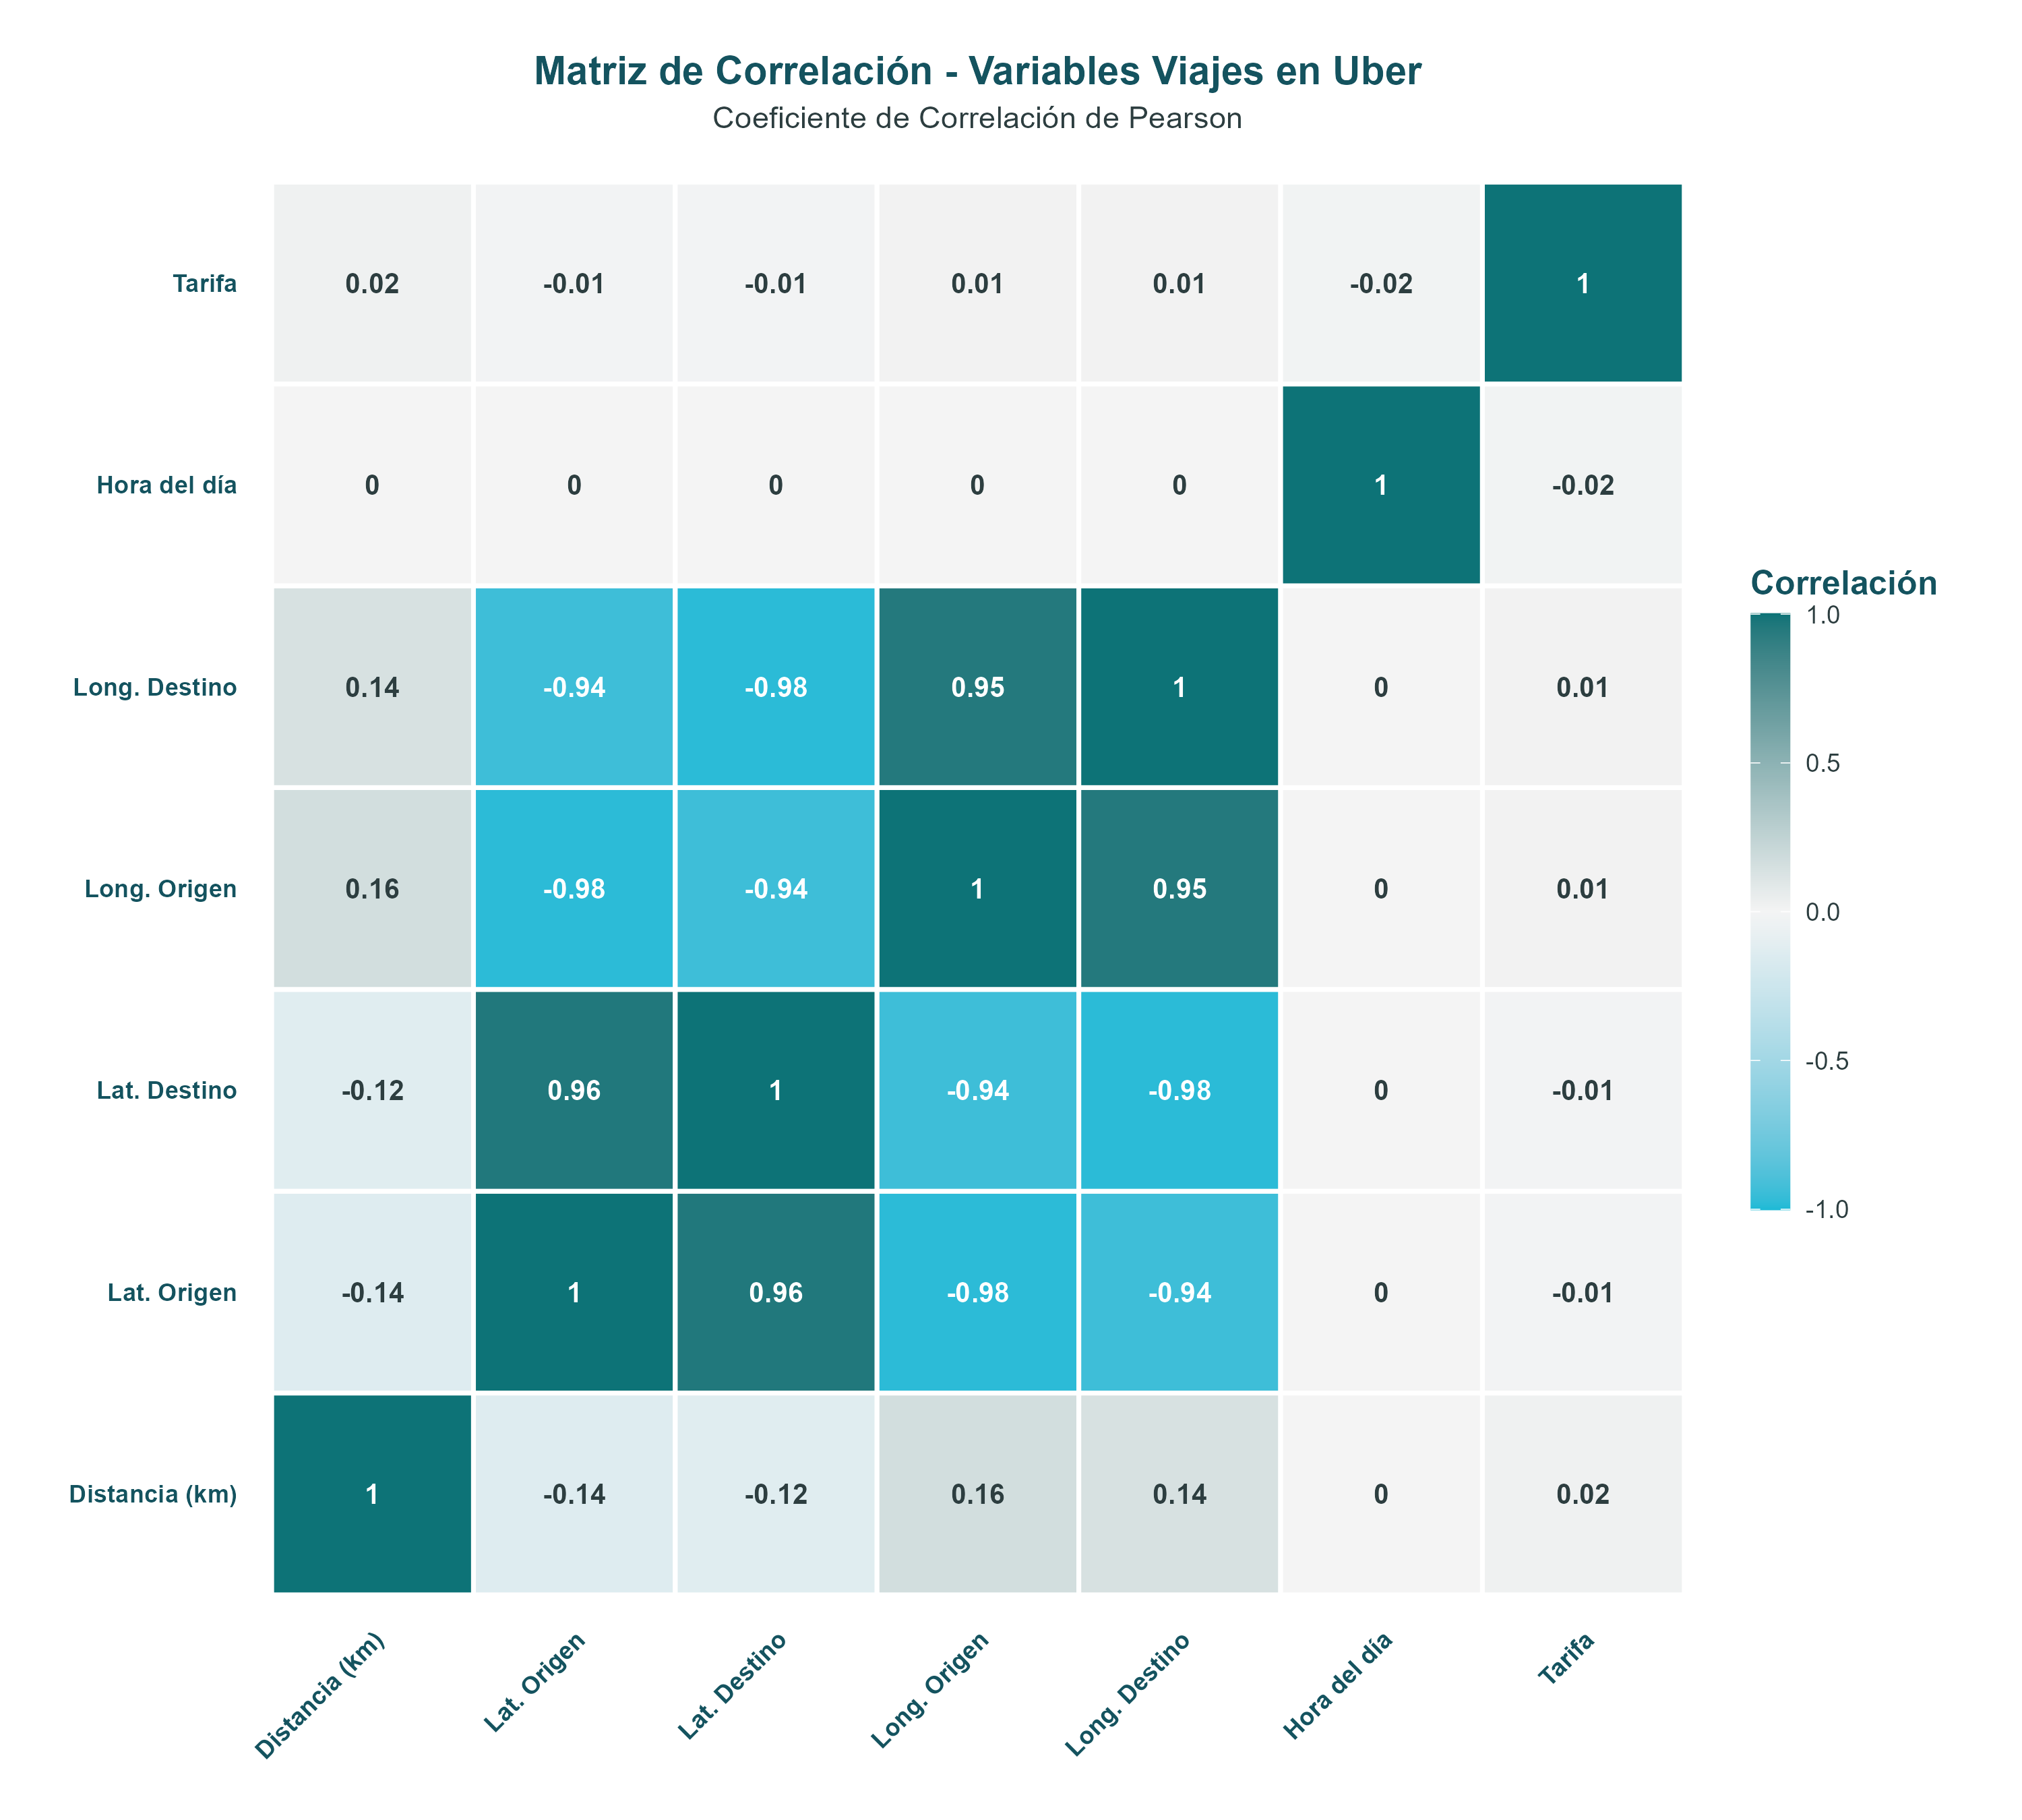 Matriz de Correlación - Variables Viajes en Uber
Coeficiente de Correlación de Pearson
Tarifa 0.02 -0.01 -0.01 0.01 0.01 -0.02 1
Hora del día 0 0 0 0 0 1 -0.02
Long. Destino 0.14 -0.94 -0.98 0.95 1 0 0.01
Long. Origen 0.16 -0.98 -0.94 1 0.95 0 0.01
Lat. Destino -0.12 0.96 1 -0.94 -0.98 0 -0.01
Lat. Origen -0.14 1 0.96 -0.98 -0.94 0 -0.01
Distancia (km) 1 -0.14 -0.12 0.16 0.14 0 0.02
Distancia (km) Lat. Origen Lat. Destino Long. Origen Long. Destino Hora del día Tarifa
Correlación
1.0
0.5
0.0
-0.5
-1.0